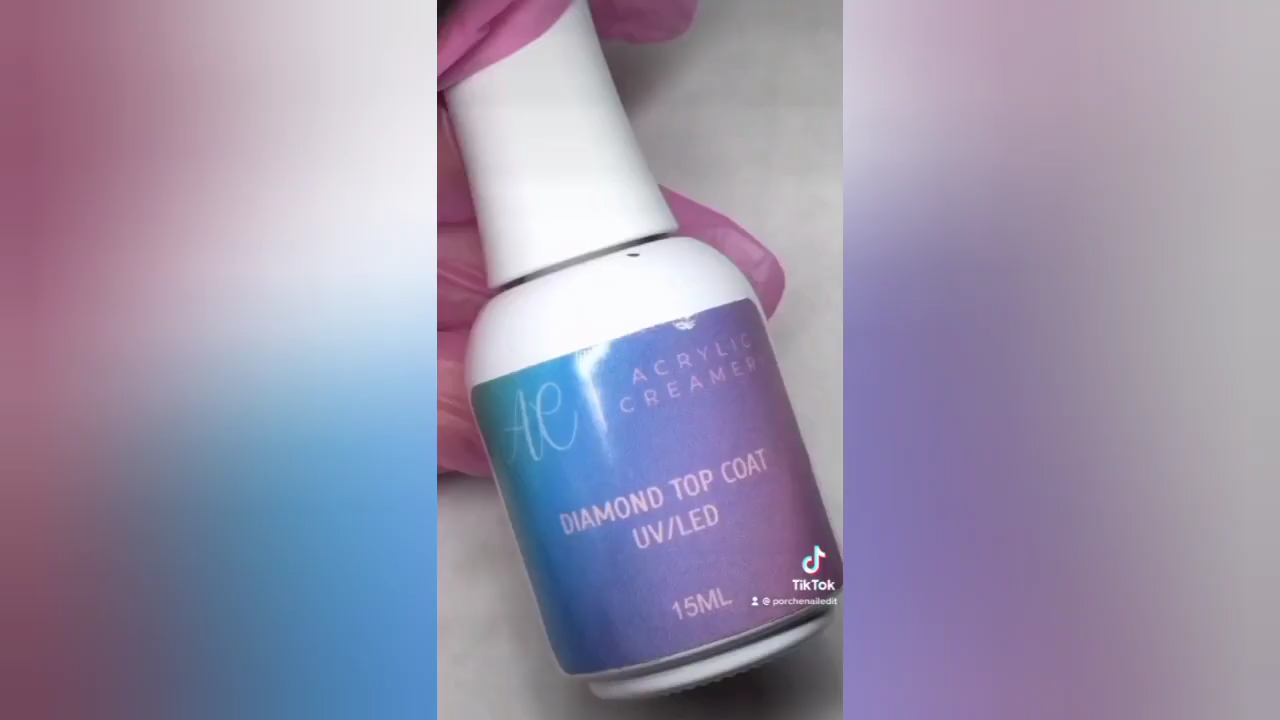 AC
ACRYLIC
CREAMERY
DIAMOND TOP COAT
UV/LED
15ML
TikTok
@ porchenailedit